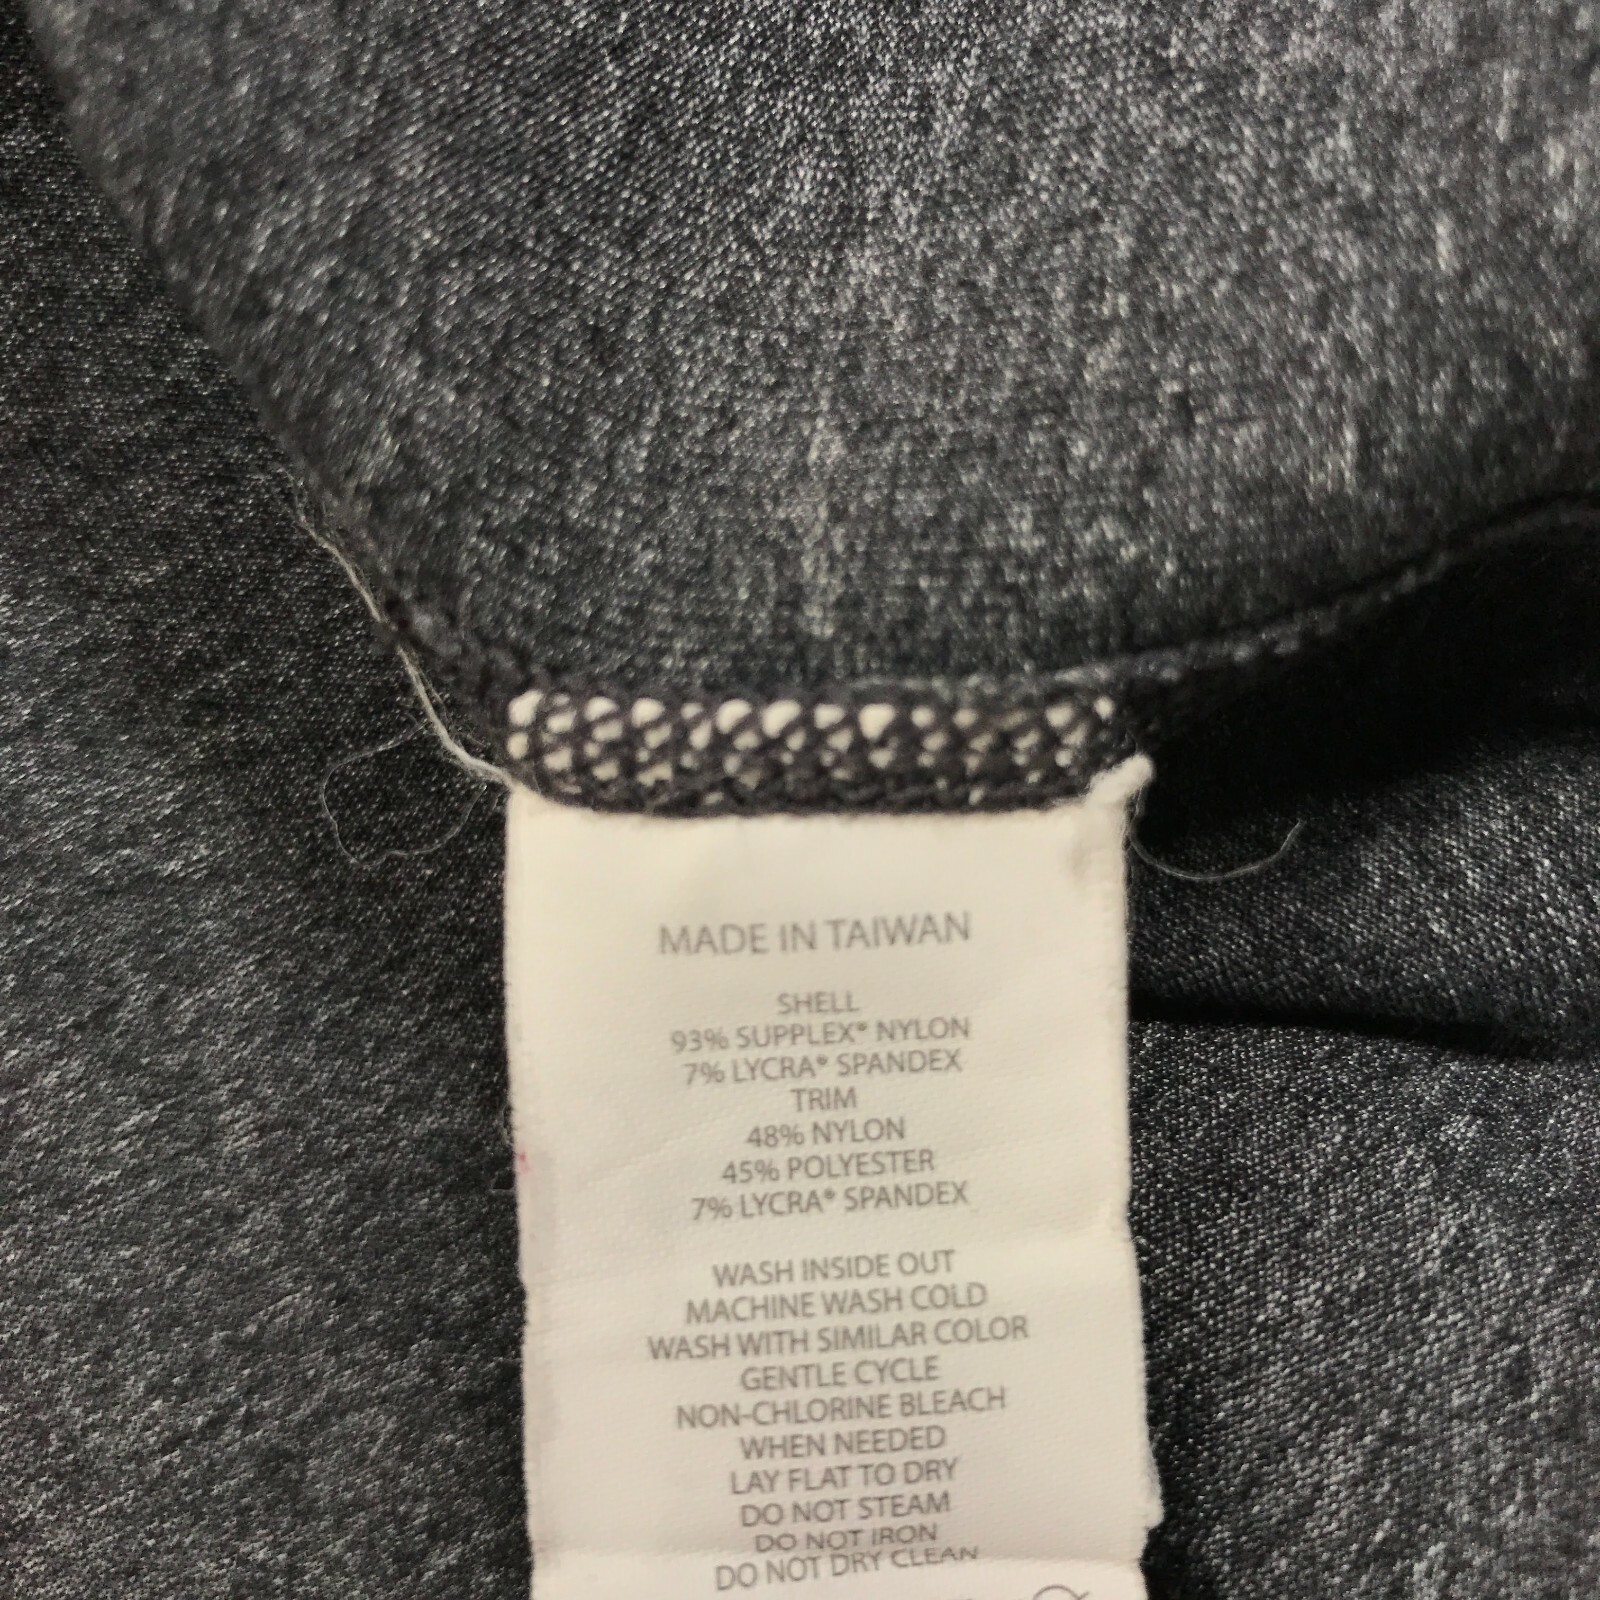 MADE IN TAIWAN
SHELL
93% SUPPLEX® NYLON
7% LYCRA® SPANDEX
TRIM
48% NYLON
45% POLYESTER
7% LYCRA® SPANDEX
WASH INSIDE OUT
MACHINE WASH COLD
WASH WITH SIMILAR COLOR
GENTLE CYCLE
NON-CHLORINE BLEACH
WHEN NEEDED
LAY FLAT TO DRY
DO NOT STEAM
DO NOT IRON
DO NOT DRY CLEAN